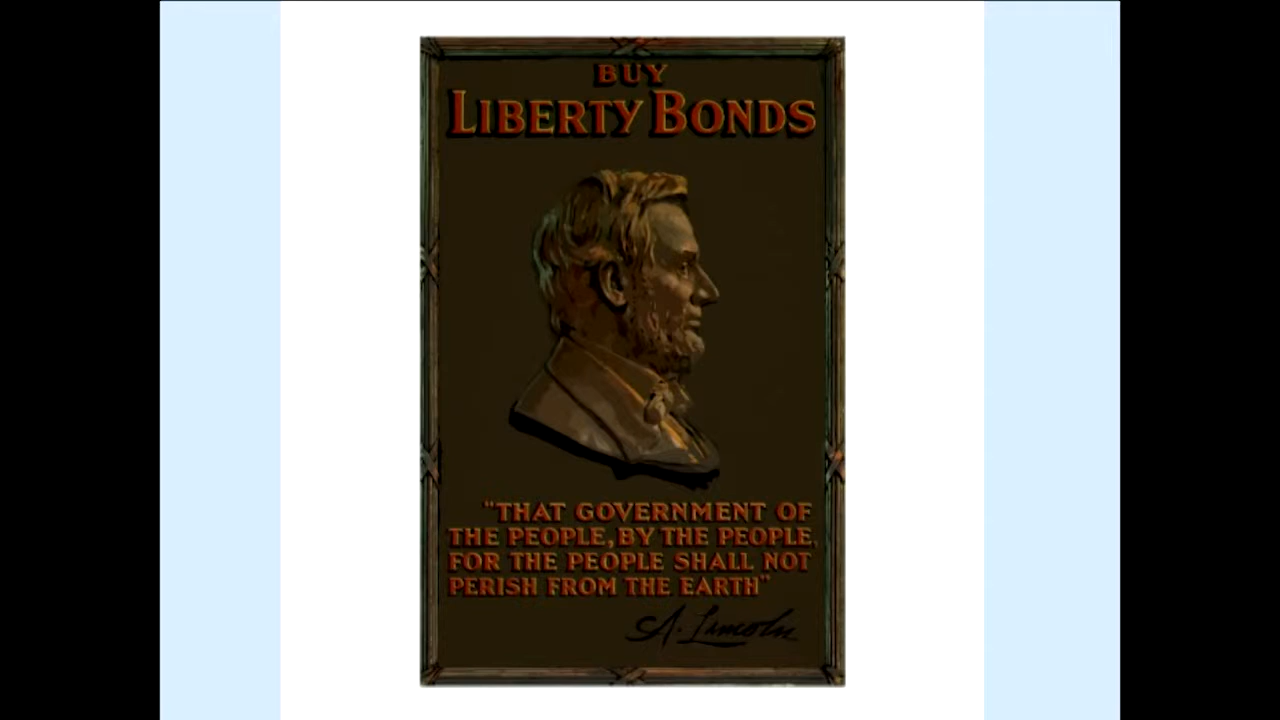 BUY
LIBERTY BONDS
"THAT GOVERNMENT OF
THE PEOPLE, BY THE PEOPLE,
FOR THE PEOPLE SHALL NOT
PERISH FROM THE EARTH"
A. Lincoln